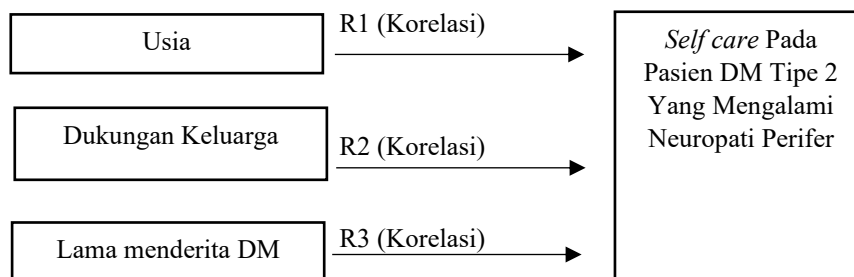 Usia
R1 (Korelasi)
Dukungan Keluarga
R2 (Korelasi)
Lama menderita DM
R3 (Korelasi)
Self care Pada
Pasien DM Tipe 2
Yang Mengalami
Neuropati Perifer